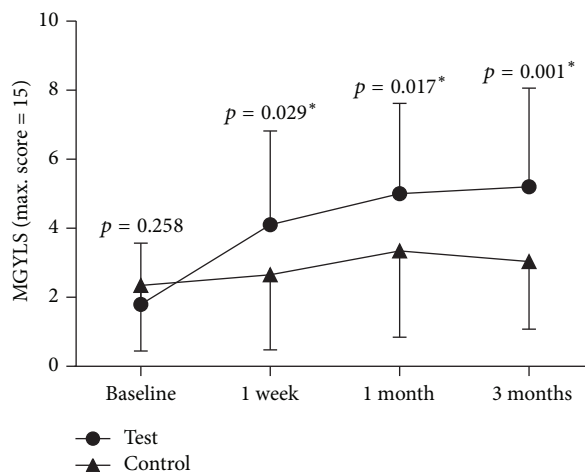 MGYLS (max. score = 15)
10
8
6
4
2
0
p = 0.258
p = 0.029*
p = 0.017*
p = 0.001*
Baseline
1 week
1 month
3 months
Test
Control